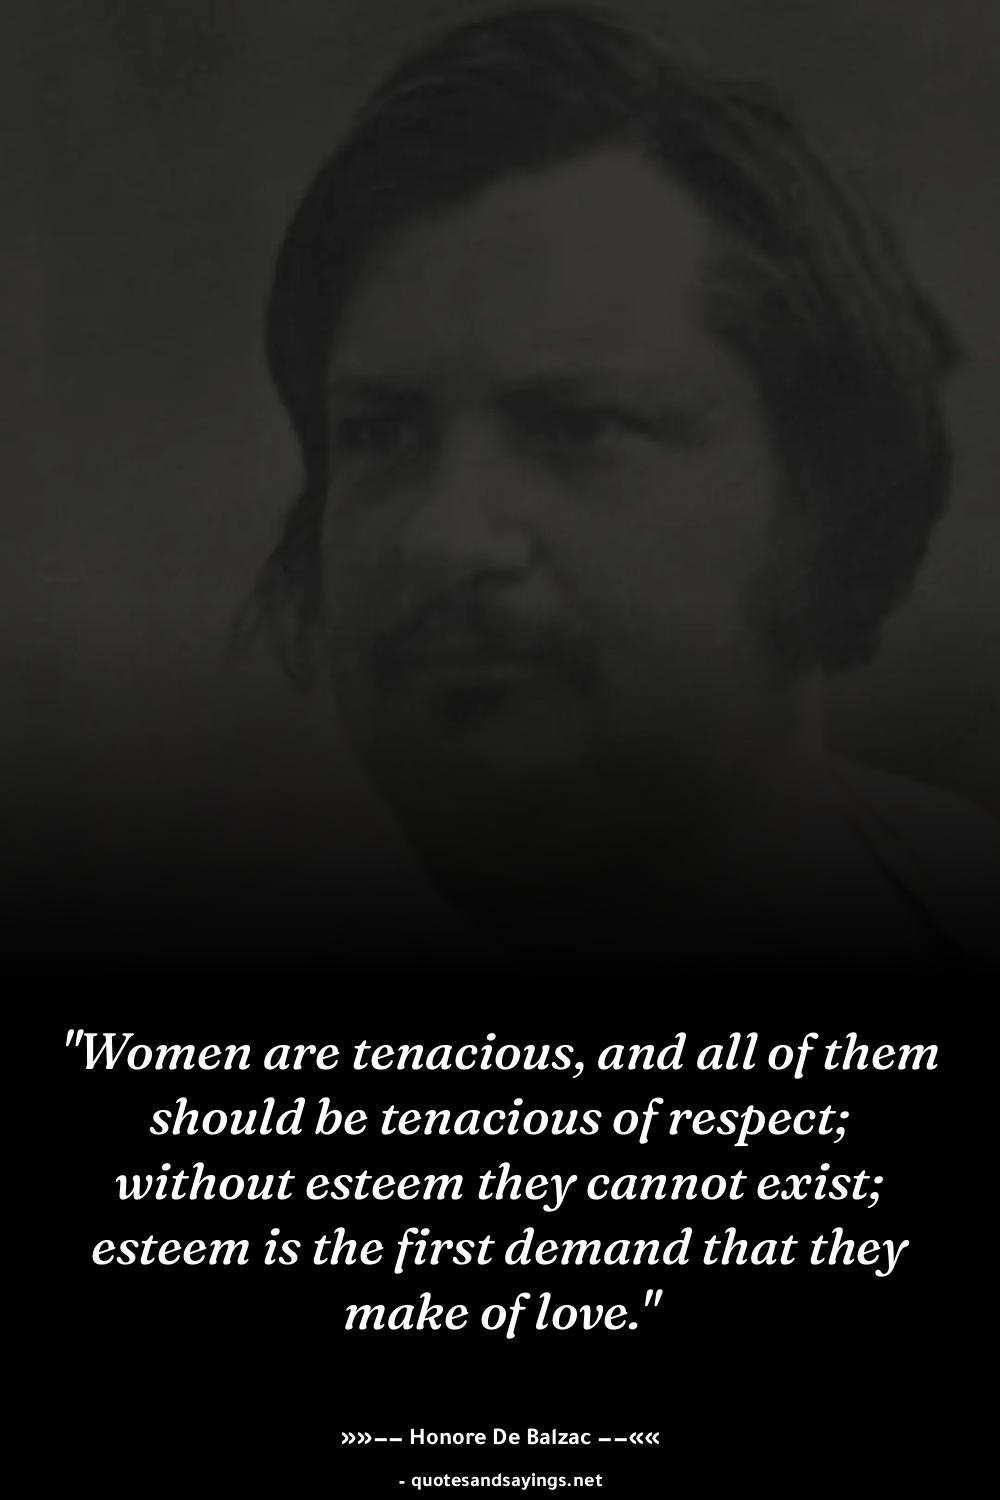 "Women are tenacious, and all of them
should be tenacious of respect;
without esteem they cannot exist;
esteem is the first demand that they
make of love."
»»−− Honore De Balzac −−««
- quotesandsayings.net